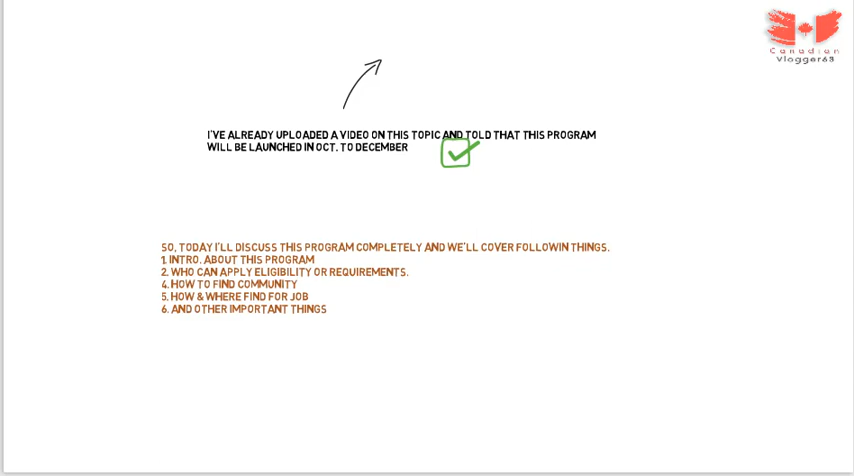 Canadian
Vlogger63
I'VE ALREADY UPLOADED A VIDEO ON THIS TOPIC AND TOLD THAT THIS PROGRAM
WILL BE LAUNCHED IN OCT. TO DECEMBER
SO, TODAY I'LL DISCUSS THIS PROGRAM COMPLETELY AND WE'LL COVER FOLLOWIN THINGS.
1. INTRO. ABOUT THIS PROGRAM
2. WHO CAN APPLY ELIGIBILITY OR REQUIREMENTS.
4. HOW TO FIND COMMUNITY
5. HOW & WHERE FIND FOR JOB
6. AND OTHER IMPORTANT THINGS